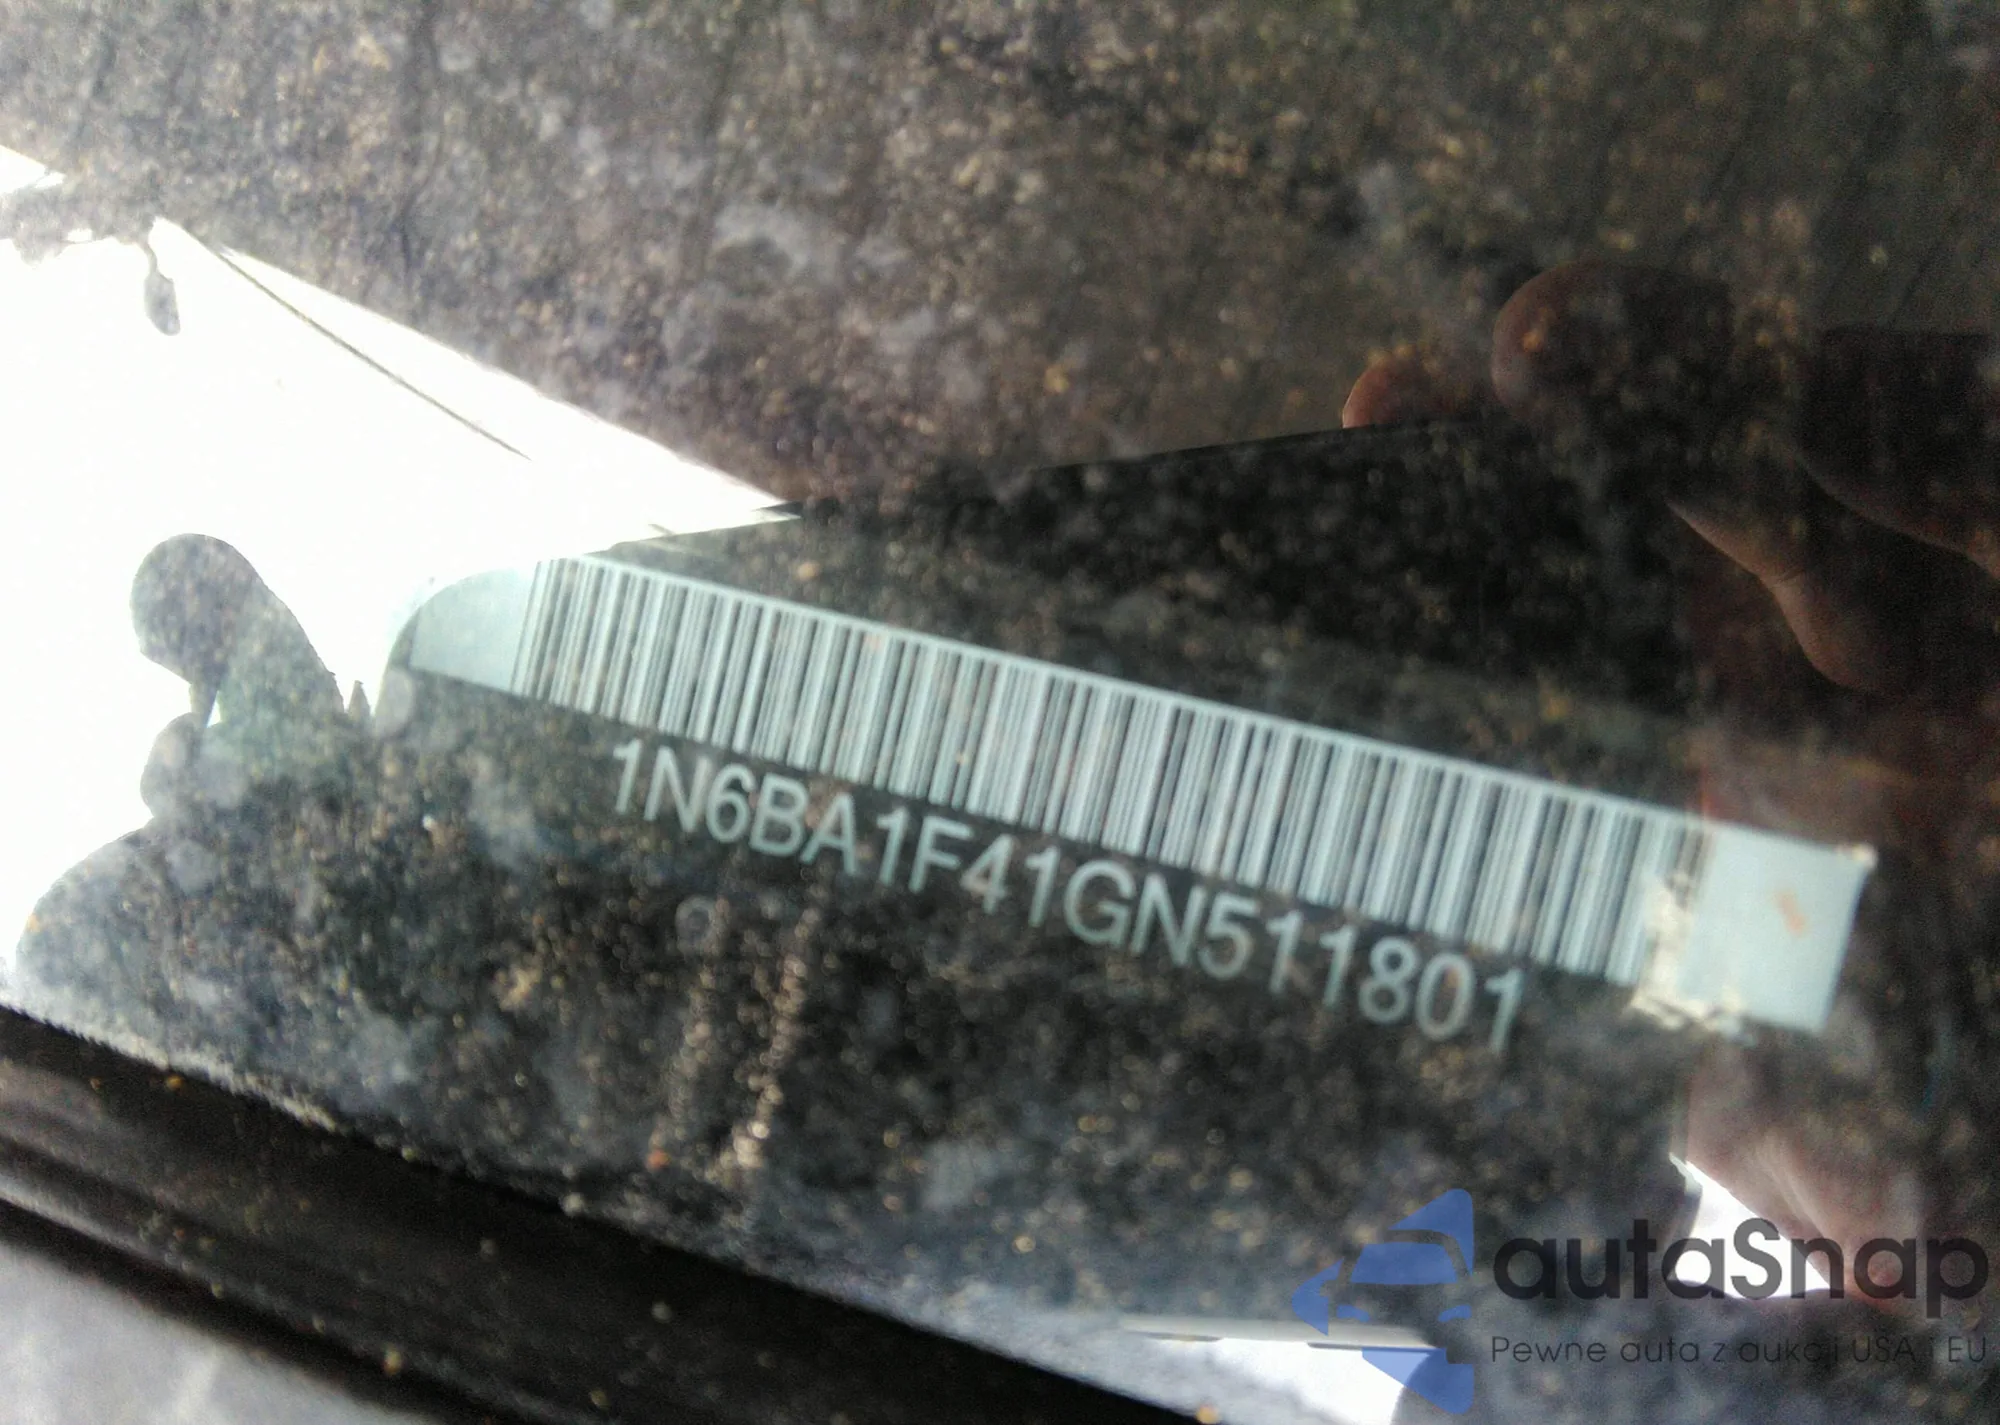 1N6BA1F41GN511801
autaSnap
Pewne auta z aukcji USA i EU